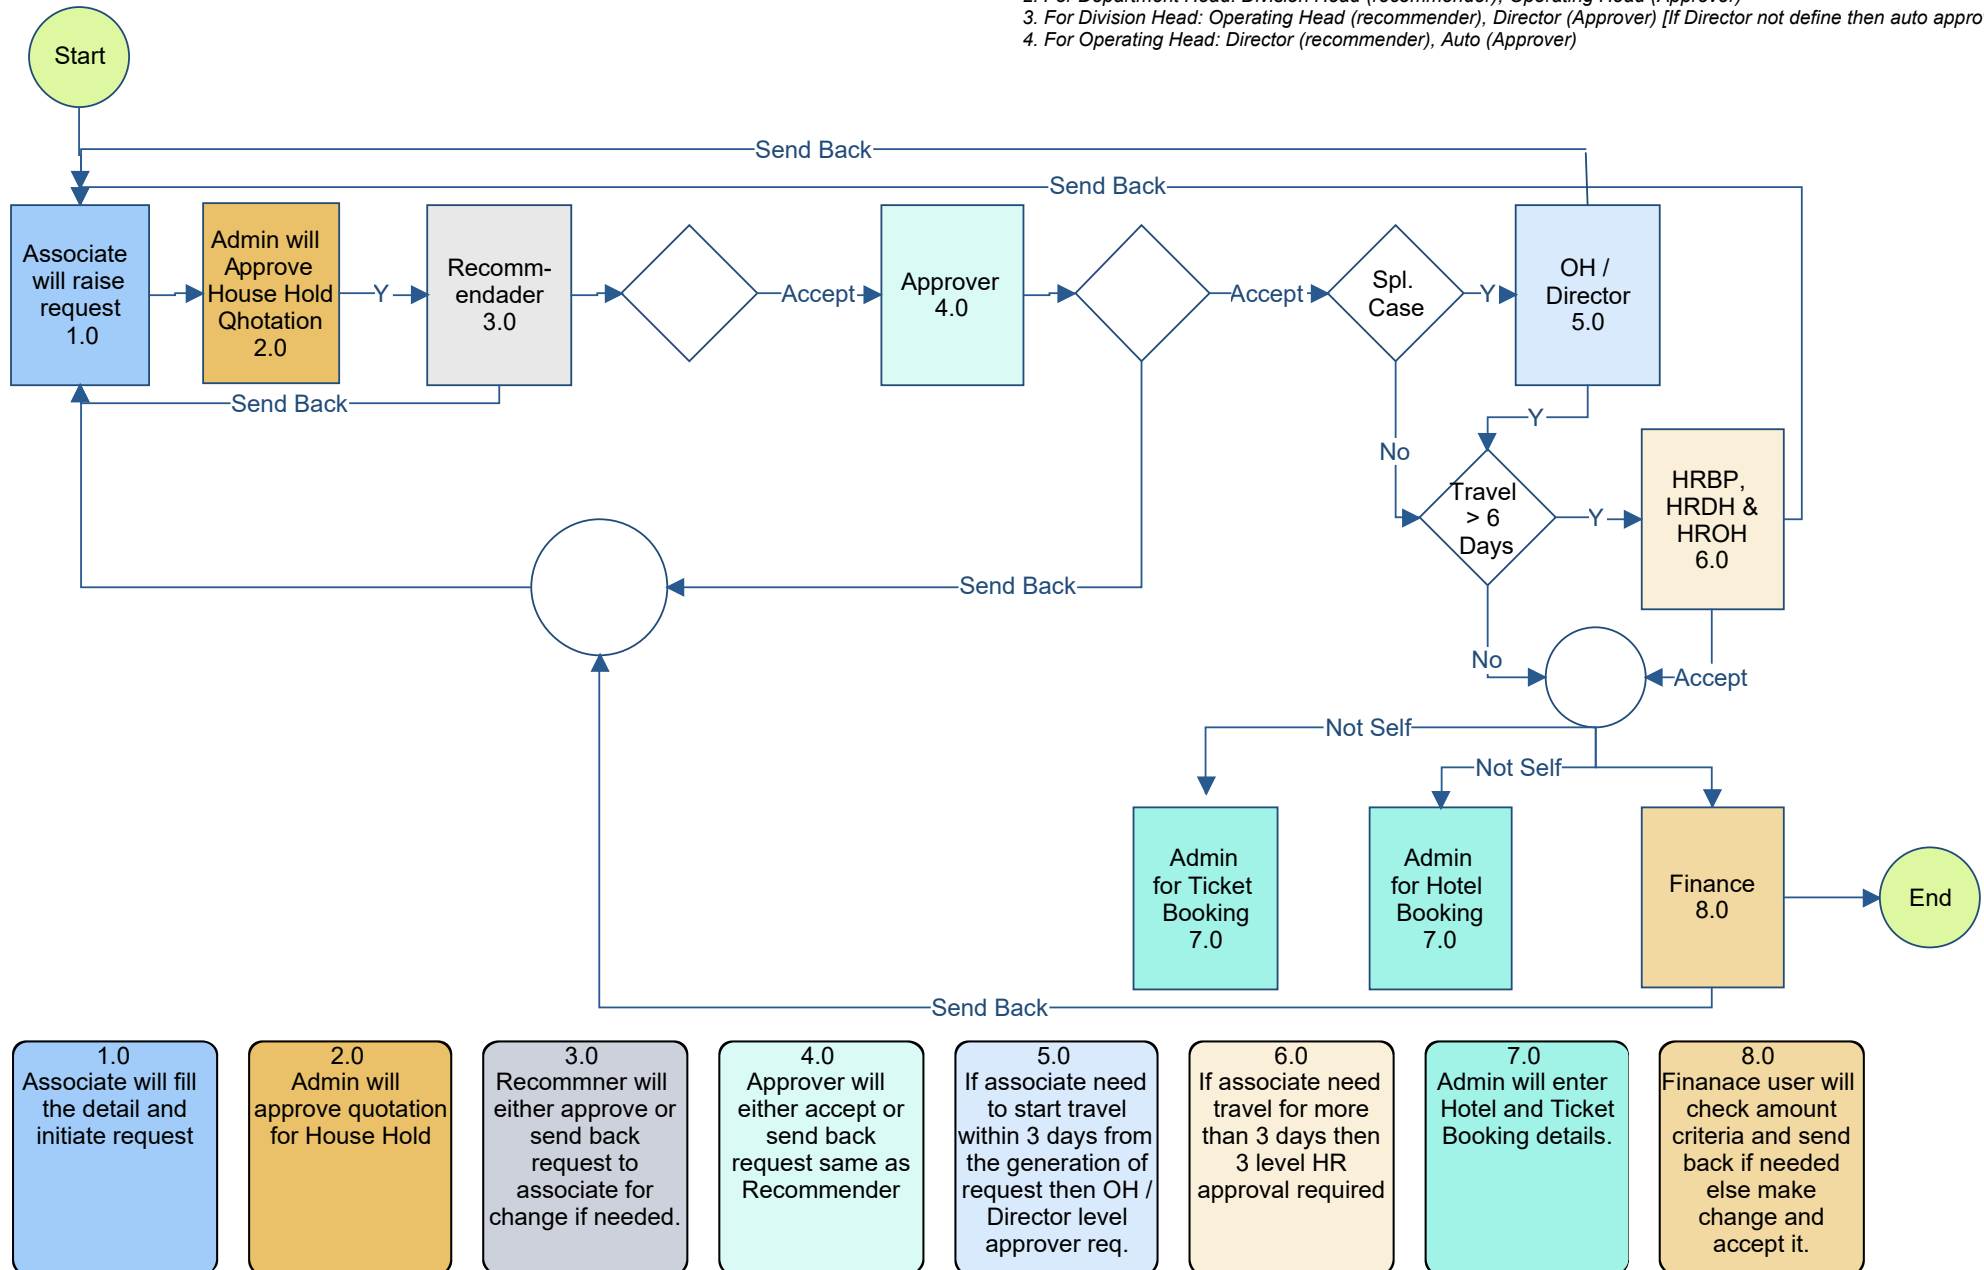 2. For Department Head: Division Head (recommender), Operating Head (Approver)
3. For Division Head: Operating Head (recommender), Director (Approver) [If Director not define then auto appro
4. For Operating Head: Director (recommender), Auto (Approver)
Start
Send Back
Send Back
Associate
will raise
request
1.0
Admin will
Approve
House Hold
Qhotation
2.0
Y
Recomm-
endader
3.0
Accept
Approver
4.0
Accept
Spl.
Case
Y
OH /
Director
5.0
Send Back
Y
No
Travel
> 6
Days
Y
HRBP,
HRDH &
HROH
6.0
Send Back
No
Accept
Not Self
Not Self
Admin
for Ticket
Booking
7.0
Admin
for Hotel
Booking
7.0
Finance
8.0
End
Send Back
1.0
Associate will fill
the detail and
initiate request
2.0
Admin will
approve quotation
for House Hold
3.0
Recommner will
either approve or
send back
request to
associate for
change if needed.
4.0
Approver will
either accept or
send back
request same as
Recommender
5.0
If associate need
to start travel
within 3 days from
the generation of
request then OH /
Director level
approver req.
6.0
If associate need
travel for more
than 3 days then
3 level HR
approval required
7.0
Admin will enter
Hotel and Ticket
Booking details.
8.0
Finanace user will
check amount
criteria and send
back if needed
else make
change and
accept it.